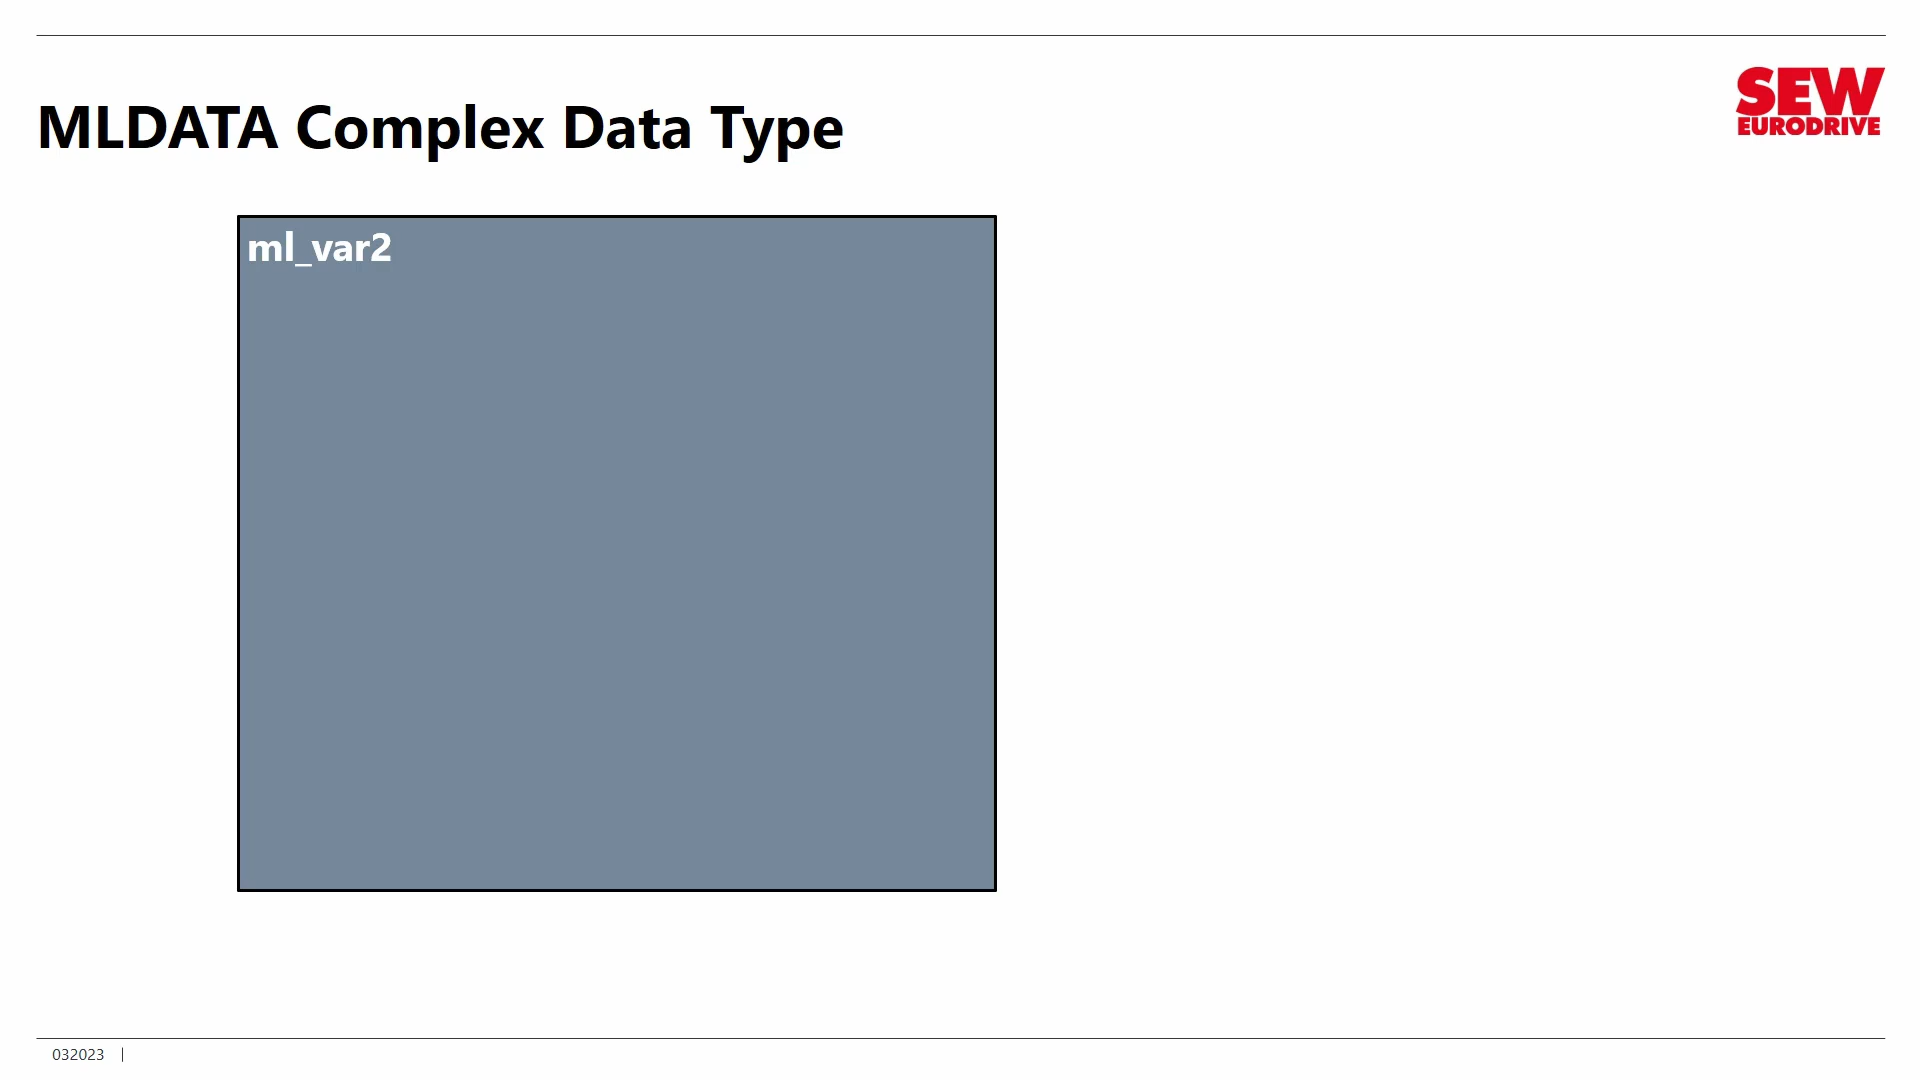 SEW
EURODRIVE
MLDATA Complex Data Type
ml_var2
032023 |